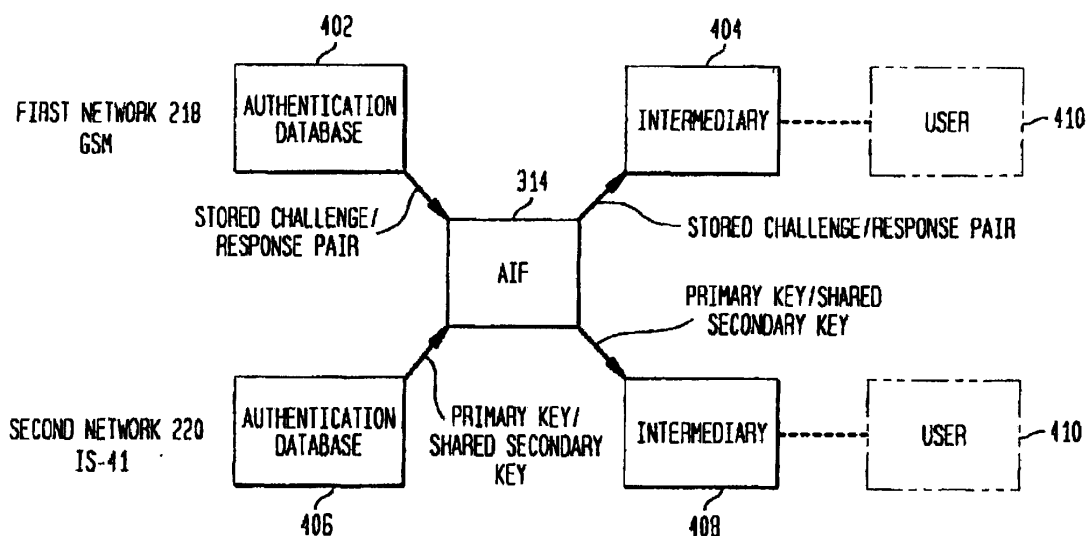 402
404
FIRST NETWORK 218
GSM
AUTHENTICATION
DATABASE
INTERMEDIARY
USER
410
STORED CHALLENGE/
RESPONSE PAIR
314
STORED CHALLENGE/RESPONSE PAIR
AIF
PRIMARY KEY/SHARED
SECONDARY KEY
SECOND NETWORK 220
IS-41
AUTHENTICATION
DATABASE
PRIMARY KEY/
SHARED SECONDARY
KEY
INTERMEDIARY
USER
410
406
408